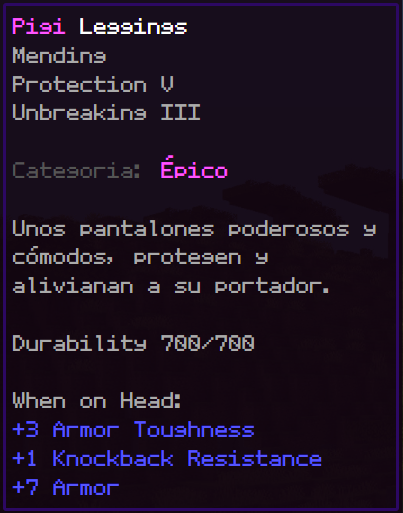 Pigi Leggings
Mending
Protection V
Unbreaking III
Categoria: Épico
Unos pantalones poderosos y
cómodos, protegen y
alivianan a su portador.
Durability 700/700
When on Head:
+3 Armor Toughness
+1 Knockback Resistance
+7 Armor